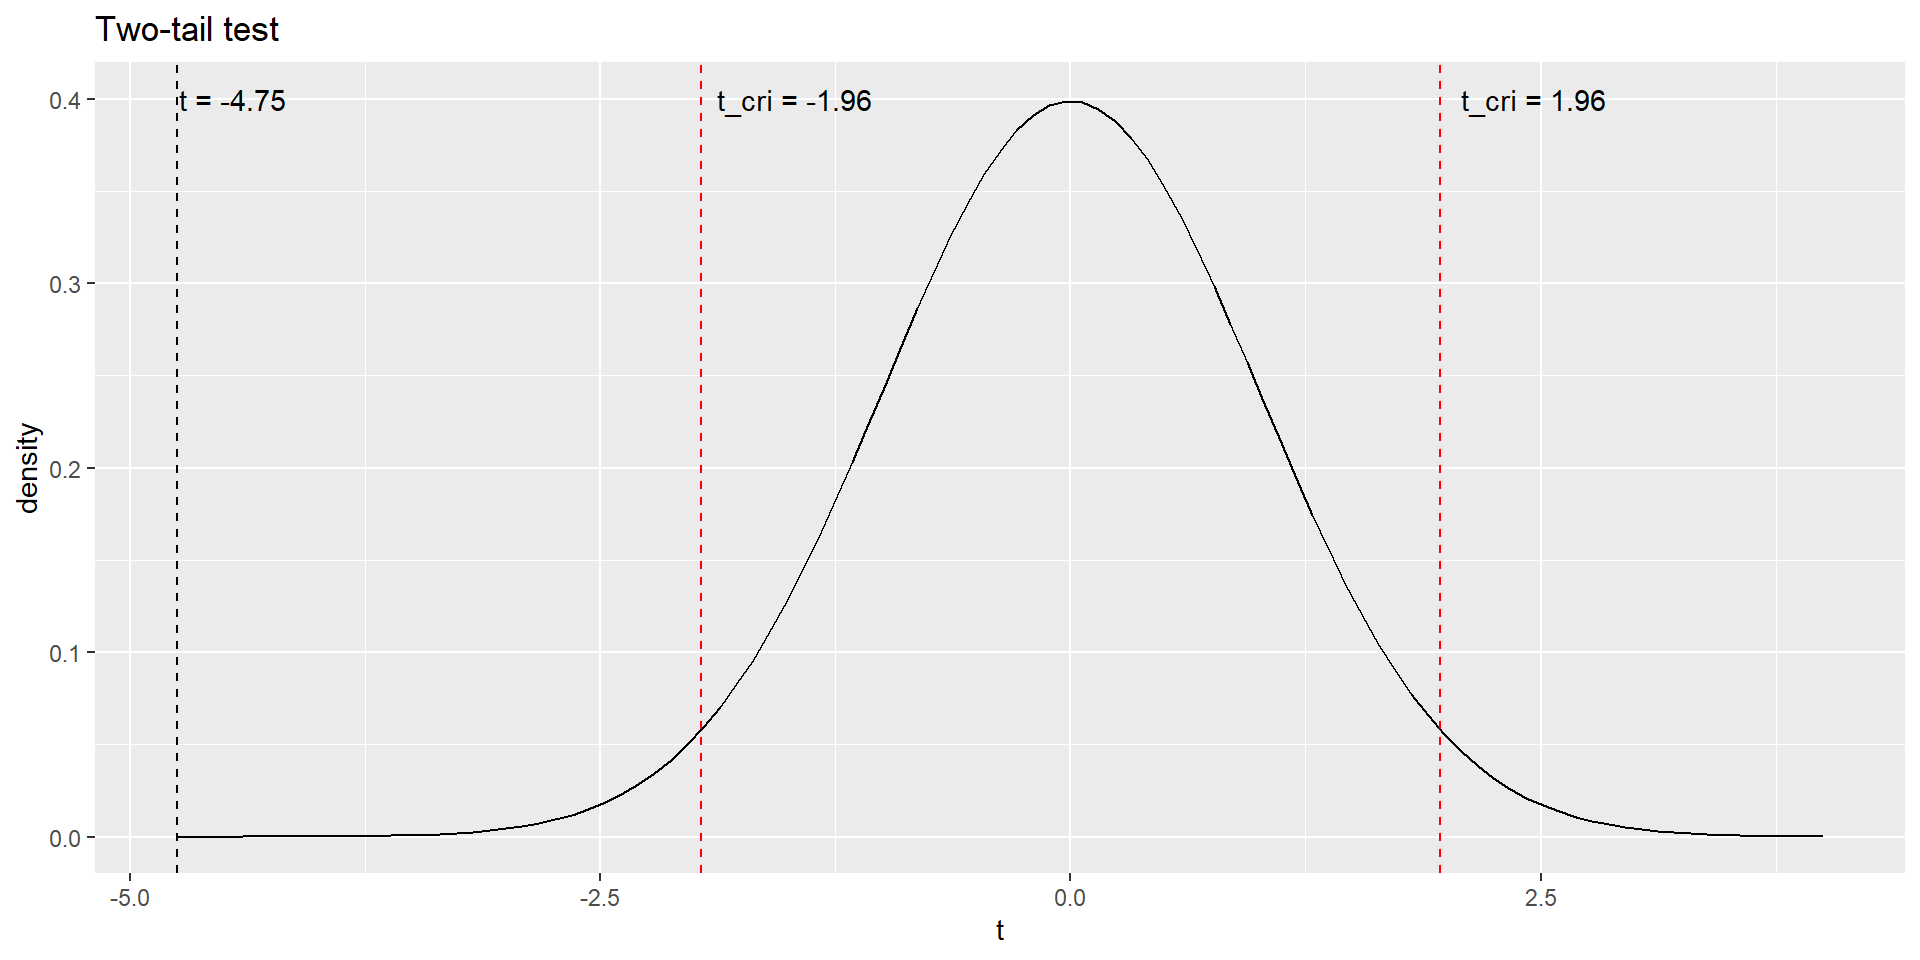 Two-tail test
t = -4.75
t_cri = -1.96
t_cri = 1.96
0.4
0.3
0.2
0.1
0.0
density
-5.0
-2.5
0.0
2.5
t